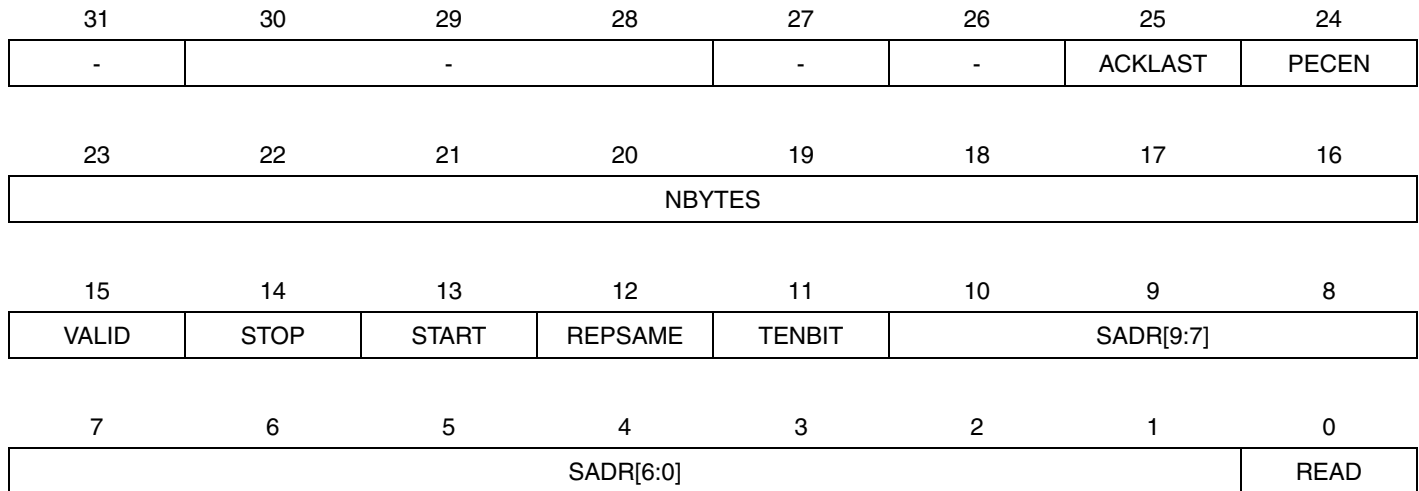 31 30 29 28 27 26 25 24
- - - - ACKLAST PECEN
23 22 21 20 19 18 17 16
NBYTES
15 14 13 12 11 10 9 8
VALID STOP START REPSAME TENBIT SADR[9:7]
7 6 5 4 3 2 1 0
SADR[6:0] READ